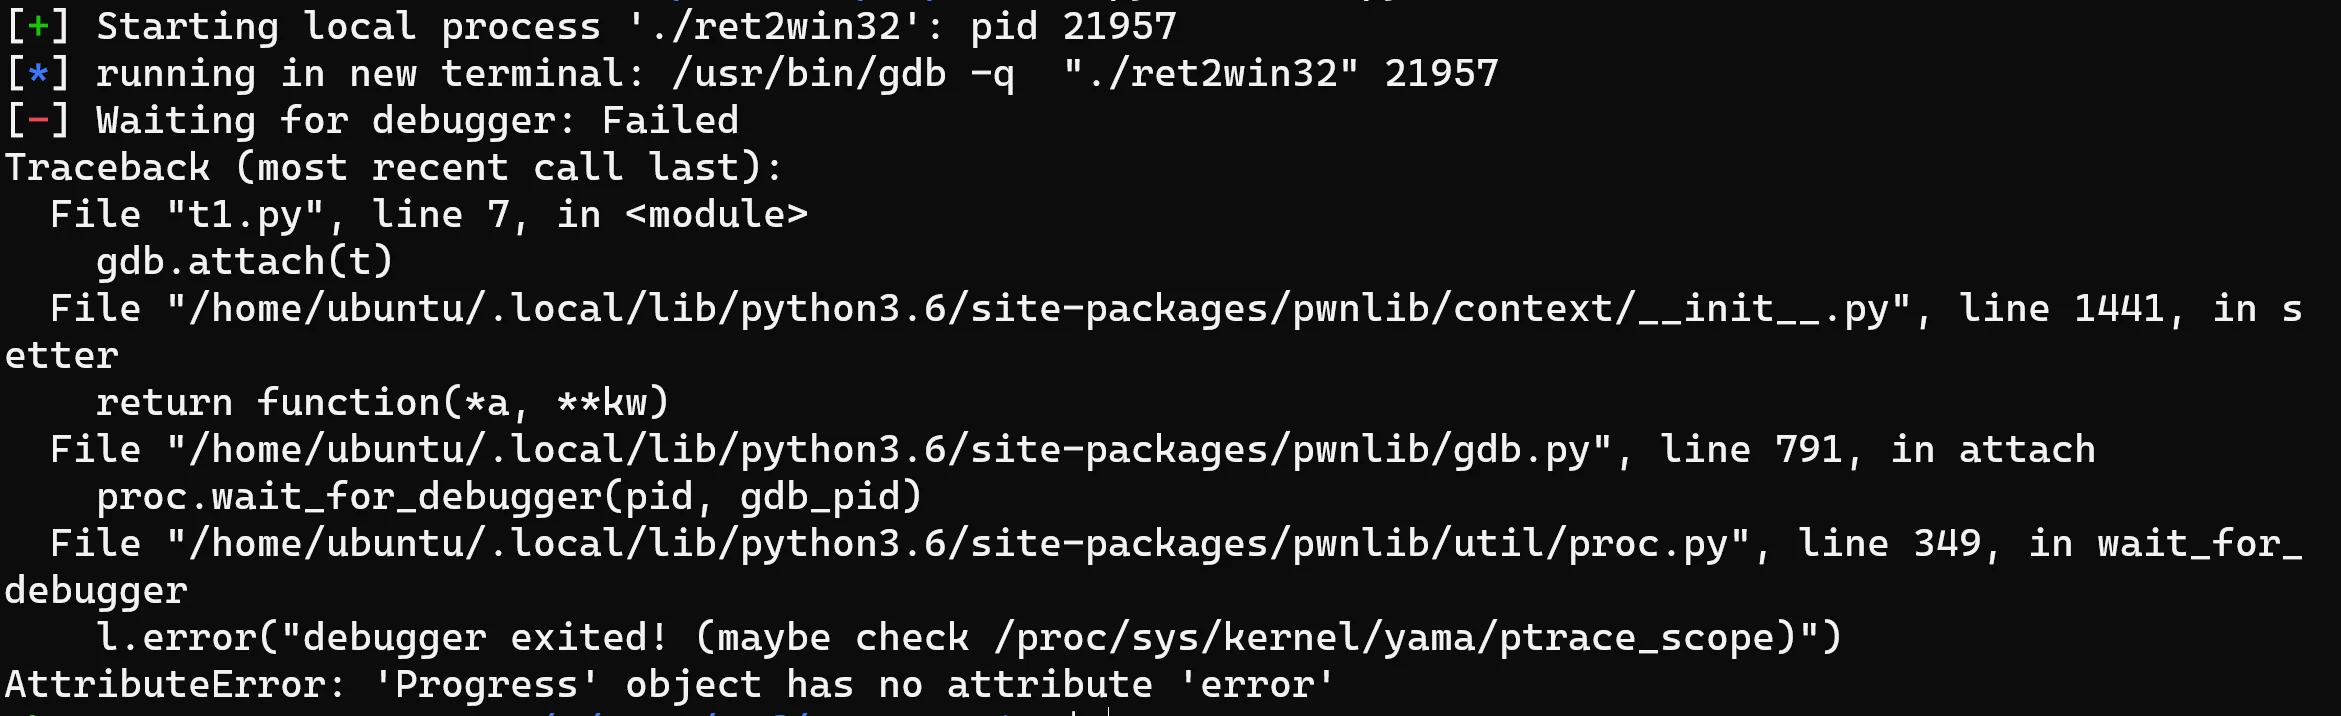 [+] Starting local process './ret2win32': pid 21957
[*] running in new terminal: /usr/bin/gdb -q  "./ret2win32" 21957
[-] Waiting for debugger: Failed
Traceback (most recent call last):
  File "t1.py", line 7, in <module>
    gdb.attach(t)
  File "/home/ubuntu/.local/lib/python3.6/site-packages/pwnlib/context/__init__.py", line 1441, in s
etter
    return function(*a, **kw)
  File "/home/ubuntu/.local/lib/python3.6/site-packages/pwnlib/gdb.py", line 791, in attach
    proc.wait_for_debugger(pid, gdb_pid)
  File "/home/ubuntu/.local/lib/python3.6/site-packages/pwnlib/util/proc.py", line 349, in wait_for_
debugger
    l.error("debugger exited! (maybe check /proc/sys/kernel/yama/ptrace_scope)")
AttributeError: 'Progress' object has no attribute 'error'